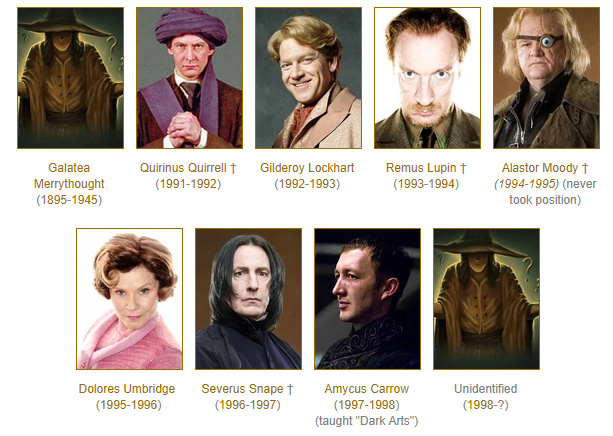 Galatea
Merrythought
(1895-1945)
Quirinus Quirrell †
(1991-1992)
Gilderoy Lockhart
(1992-1993)
Remus Lupin †
(1993-1994)
Alastor Moody †
(1994-1995) (never
took position)
Dolores Umbridge
(1995-1996)
Severus Snape †
(1996-1997)
Amycus Carrow
(1997-1998)
(taught "Dark Arts")
Unidentified
(1998-?)